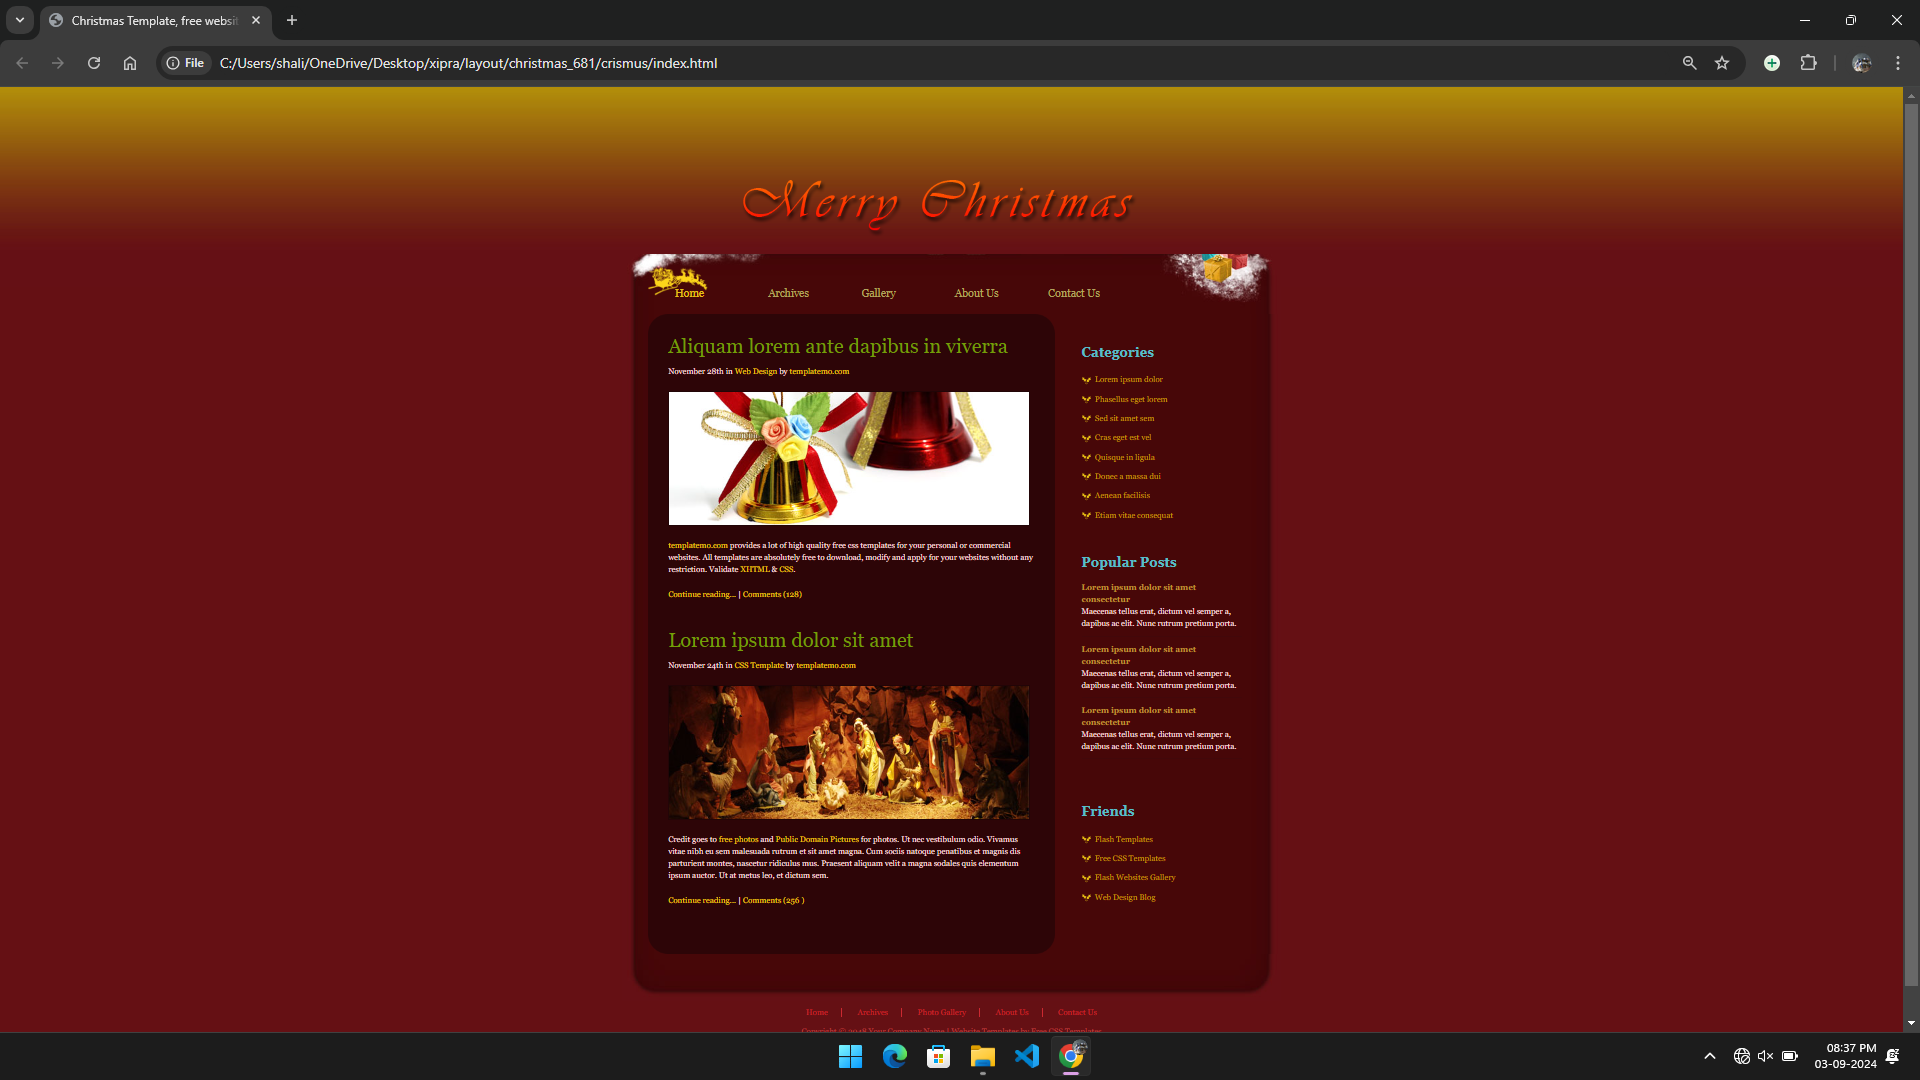 Christmas Template, free websit
File
C:/Users/shali/OneDrive/Desktop/xipra/layout/christmas_681/crismus/index.html
Merry Christmas
Home
Archives
Gallery
About Us
Contact Us
Aliquam lorem ante dapibus in viverra
November 28th in Web Design by templatemo.com
templatemo.com provides a lot of high quality free css templates for your personal or commercial
websites. All templates are absolutely free to download, modify and apply for your websites without any
restriction. Validate XHTML & CSS.
Continue reading... | Comments (128)
Lorem ipsum dolor sit amet
November 24th in CSS Template by templatemo.com
Credit goes to free photos and Public Domain Pictures for photos. Ut nec vestibulum odio. Vivamus
vitae nibh eu sem malesuada rutrum et sit amet magna. Cum sociis natoque penatibus et magnis dis
parturient montes, nascetur ridiculus mus. Praesent aliquam velit a magna sodales quis elementum
ipsum auctor. Ut at metus leo, et dictum sem.
Continue reading... | Comments (256 )
Categories
Lorem ipsum dolor
Phasellus eget lorem
Sed sit amet sem
Cras eget est vel
Quisque in ligula
Donec a massa dui
Aenean facilisis
Etiam vitae consequat
Popular Posts
Lorem ipsum dolor sit amet
consectetur
Maecenas tellus erat, dictum vel semper a,
dapibus ac elit. Nunc rutrum pretium porta.
Lorem ipsum dolor sit amet
consectetur
Maecenas tellus erat, dictum vel semper a,
dapibus ac elit. Nunc rutrum pretium porta.
Lorem ipsum dolor sit amet
consectetur
Maecenas tellus erat, dictum vel semper a,
dapibus ac elit. Nunc rutrum pretium porta.
Friends
Flash Templates
Free CSS Templates
Flash Websites Gallery
Web Design Blog
Home | Archives | Photo Gallery | About Us | Contact Us
Copyright © 2048 Your Company Name | Website Templates by Free CSS Templates
08:37 PM
03-09-2024